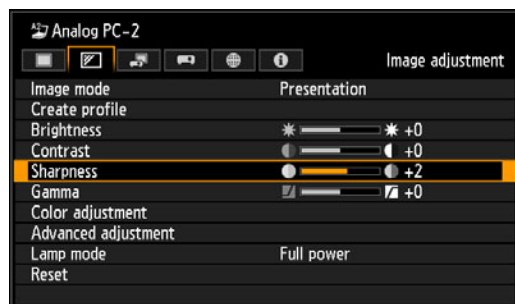 Analog PC-2
Image adjustment
Image mode Presentation
Create profile
Brightness +0
Contrast +0
Sharpness +2
Gamma +0
Color adjustment
Advanced adjustment
Lamp mode Full power
Reset